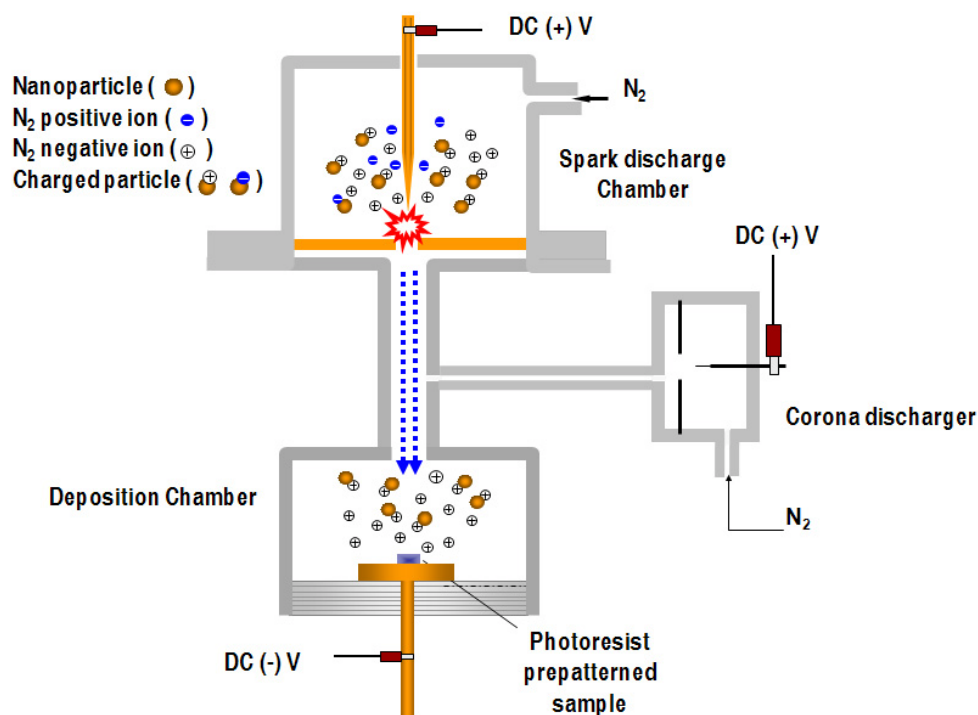 DC (+) V
Nanoparticle ( )
N₂ positive ion ( - )
N₂ negative ion ( + )
Charged particle ( + - )
N₂
Spark discharge
Chamber
DC (+) V
Corona discharger
N₂
Deposition Chamber
Photoresist
prepatterned
sample
DC (-) V